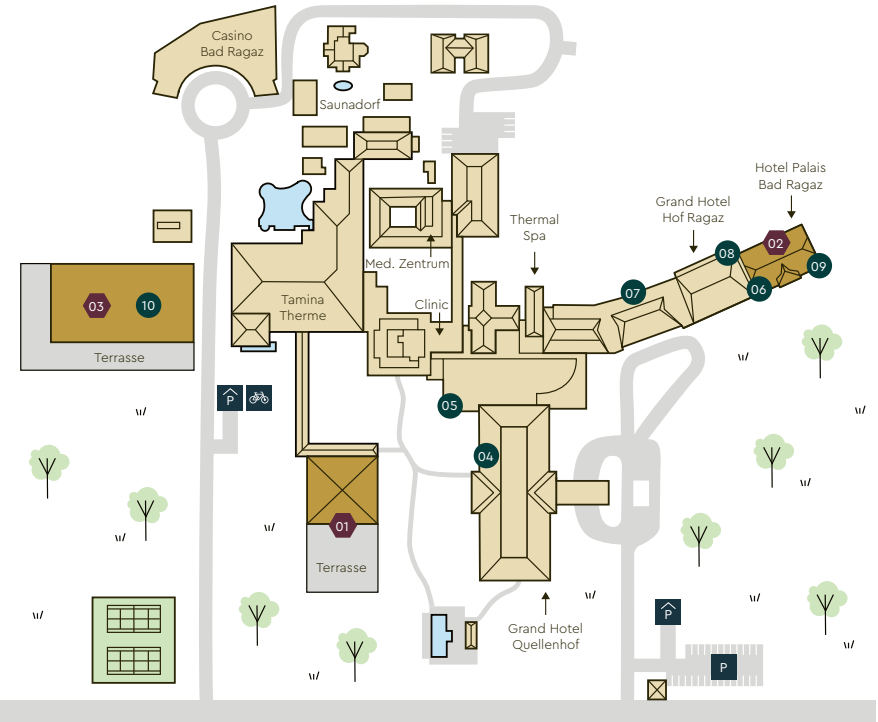 Casino
Bad Ragaz
Saunadorf
Hotel Palais
Bad Ragaz
Grand Hotel
Hof Ragaz
Thermal
Spa
02
08
09
06
07
Med. Zentrum
Clinic
Tamina
Therme
03
10
Terrasse
P
05
04
01
Terrasse
Grand Hotel
Quellenhof
P
P